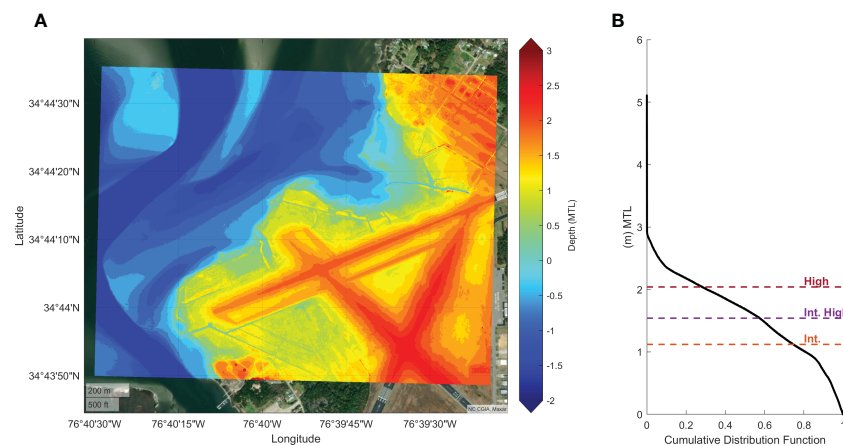 A
B
34°44'30"N
34°44'20"N
34°44'10"N
34°44'N
34°43'50"N
Latitude
200 m
500 ft
NC CGIA, Maxar
76°40'30"W
76°40'15"W
76°40'W
76°39'45"W
76°39'30"W
Longitude
3
2.5
2
1.5
1
0.5
0
-0.5
-1
-1.5
-2
Depth (MTL)
6
5
4
3
2
1
0
(m) MTL
High
Int. High
Int.
0
0.2
0.4
0.6
0.8
1
Cumulative Distribution Function